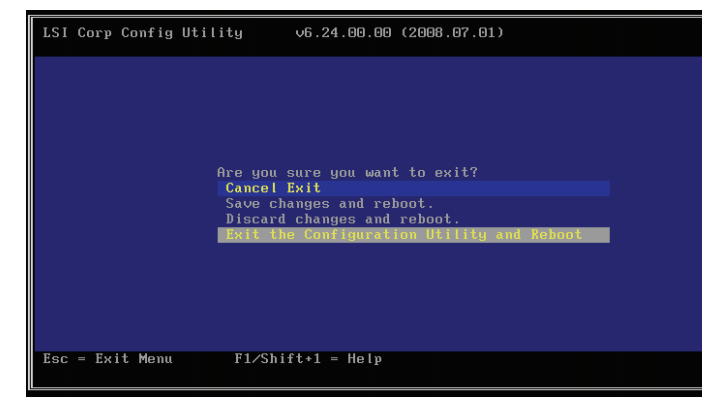 LSI Corp Config Utility v6.24.00.00 (2008.07.01)
Are you sure you want to exit?
Cancel Exit
Save changes and reboot.
Discard changes and reboot.
Exit the Configuration Utility and Reboot
Esc = Exit Menu F1/Shift+1 = Help